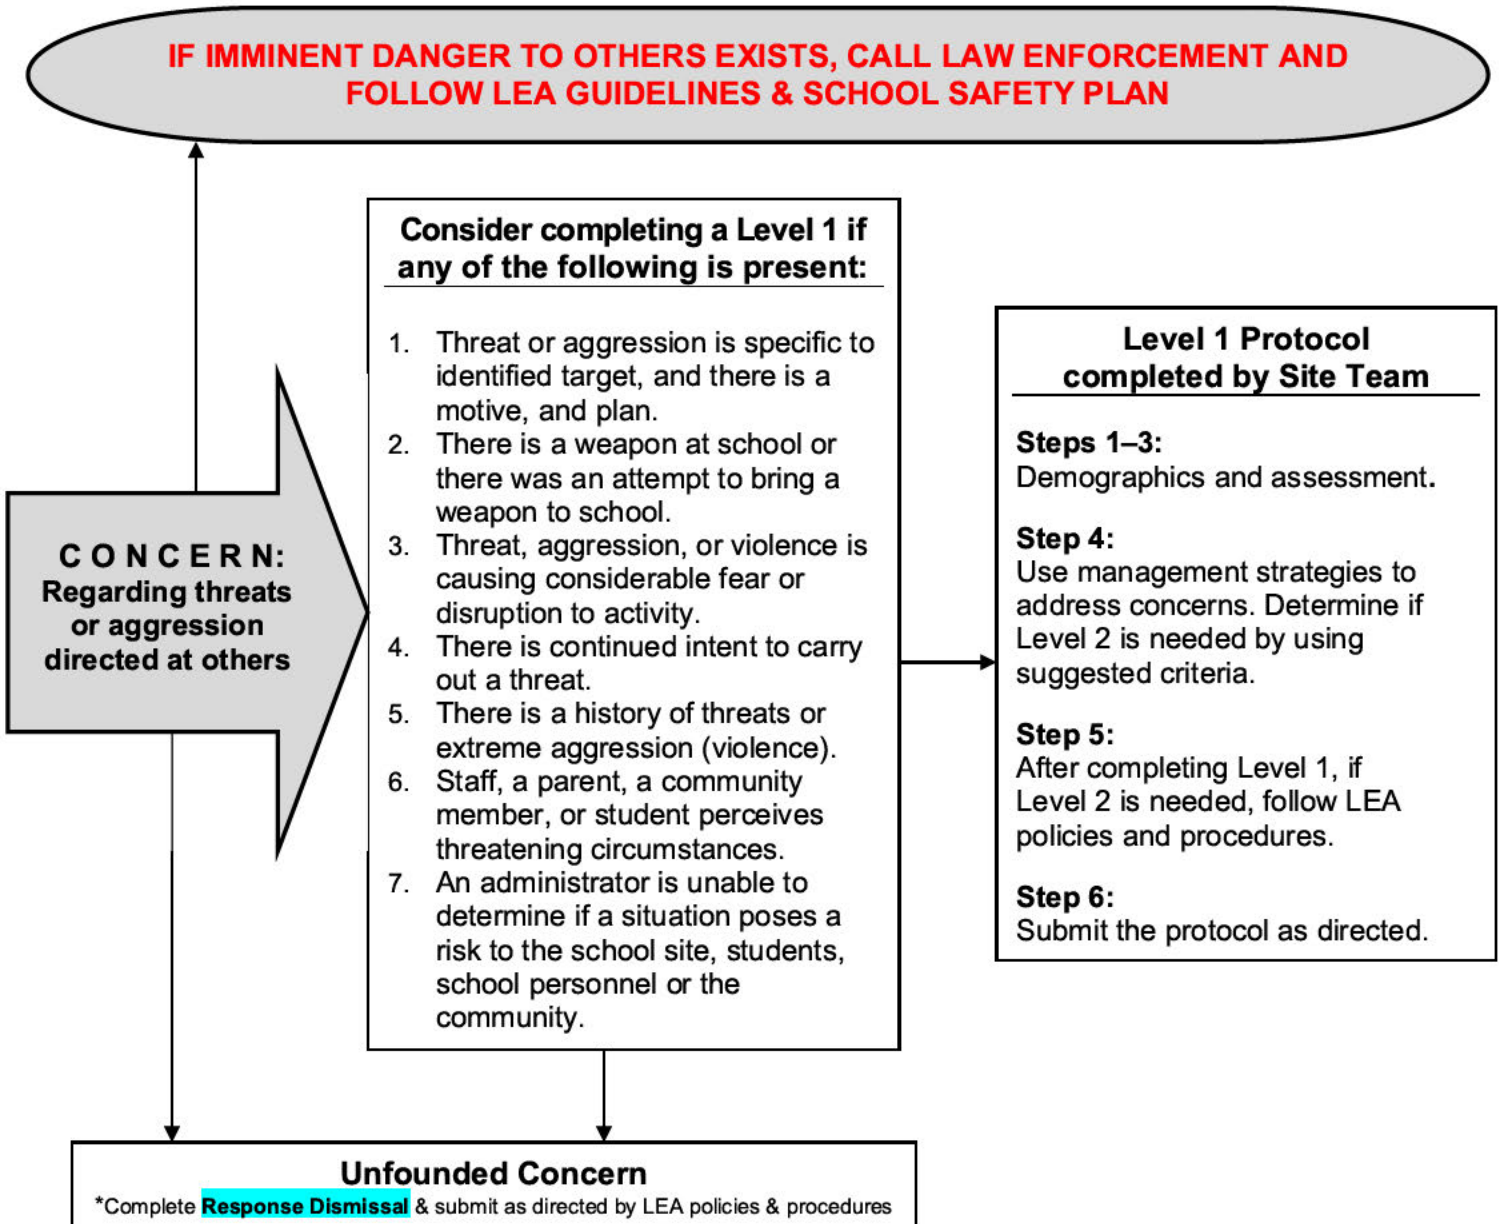 IF IMMINENT DANGER TO OTHERS EXISTS, CALL LAW ENFORCEMENT AND
FOLLOW LEA GUIDELINES & SCHOOL SAFETY PLAN
C O N C E R N:
Regarding threats
or aggression
directed at others
Consider completing a Level 1 if
any of the following is present:
1. Threat or aggression is specific to
identified target, and there is a
motive, and plan.
2. There is a weapon at school or
there was an attempt to bring a
weapon to school.
3. Threat, aggression, or violence is
causing considerable fear or
disruption to activity.
4. There is continued intent to carry
out a threat.
5. There is a history of threats or
extreme aggression (violence).
6. Staff, a parent, a community
member, or student perceives
threatening circumstances.
7. An administrator is unable to
determine if a situation poses a
risk to the school site, students,
school personnel or the
community.
Level 1 Protocol
completed by Site Team
Steps 1–3:
Demographics and assessment.
Step 4:
Use management strategies to
address concerns. Determine if
Level 2 is needed by using
suggested criteria.
Step 5:
After completing Level 1, if
Level 2 is needed, follow LEA
policies and procedures.
Step 6:
Submit the protocol as directed.
Unfounded Concern
*Complete Response Dismissal & submit as directed by LEA policies & procedures